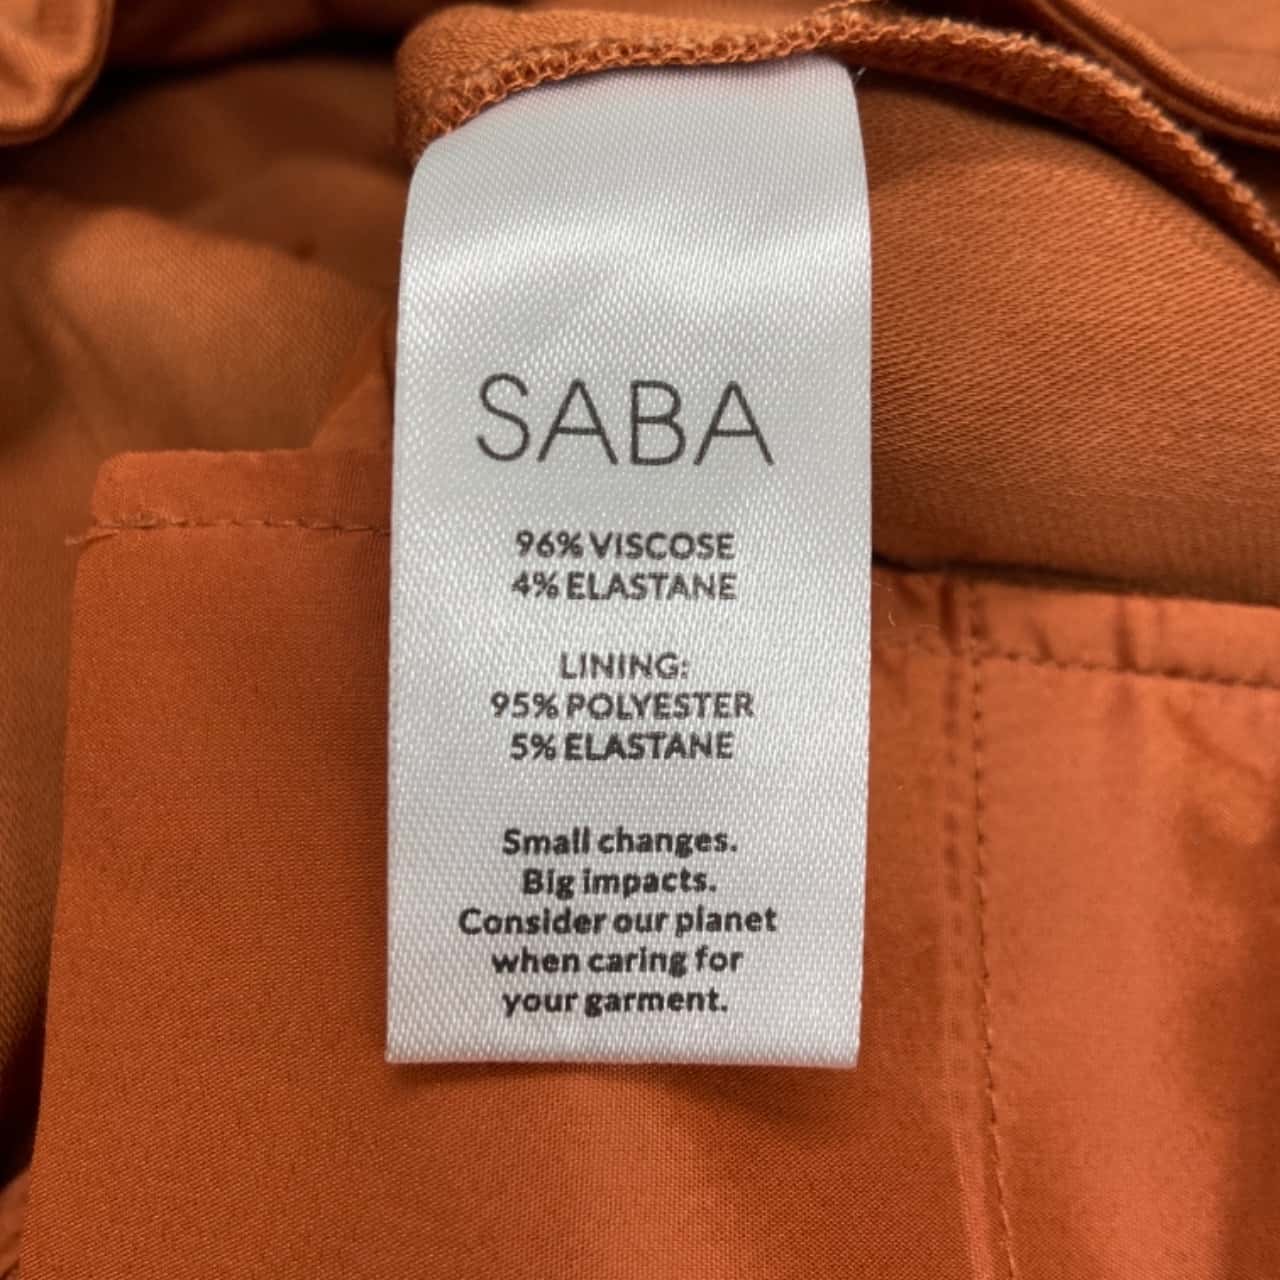 SABA
96% VISCOSE
4% ELASTANE
LINING:
95% POLYESTER
5% ELASTANE
Small changes.
Big impacts.
Consider our planet
when caring for
your garment.